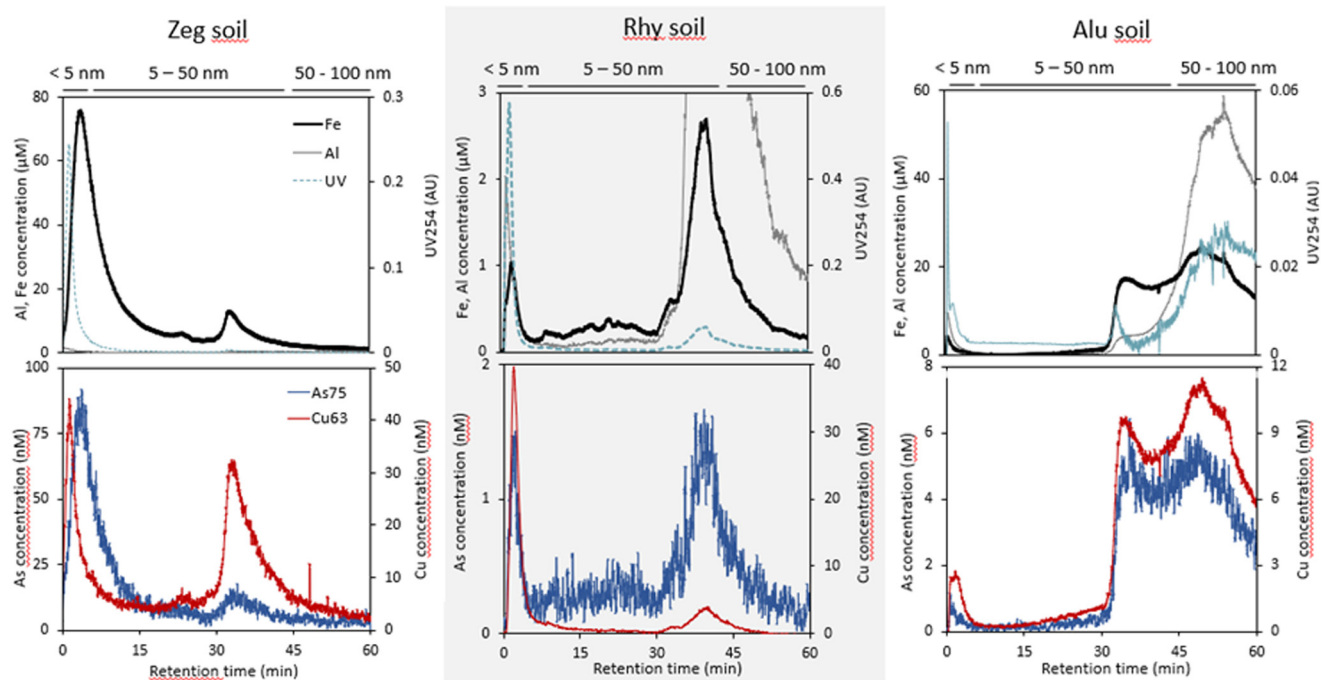 Zeg soil
Rhy soil
Alu soil
< 5 nm
5 – 50 nm
50 - 100 nm
< 5 nm
5 – 50 nm
50 - 100 nm
< 5 nm
5 – 50 nm
50 - 100 nm
Al, Fe concentration (µM)
80
60
40
20
0
Fe
Al
UV
0.3
0.2
0.1
0
UV254 (AU)
Fe, Al concentration (µM)
3
2
1
0
0.6
0.4
0.2
0.0
UV254 (AU)
Fe, Al concentration (µM)
60
40
20
0
0.06
0.04
0.02
0
UV254 (AU)
As concentration (nM)
100
75
50
25
0
As75
Cu63
50
40
30
20
10
0
Cu concentration (nM)
0
15
30
45
60
Retention time (min)
As concentration (nM)
2
1
0
40
30
20
10
0
Cu concentration (nM)
0
15
30
45
60
Retention time (min)
As concentration (nM)
8
6
4
2
0
12
9
6
3
0
Cu concentration (nM)
0
15
30
45
60
Retention time (min)